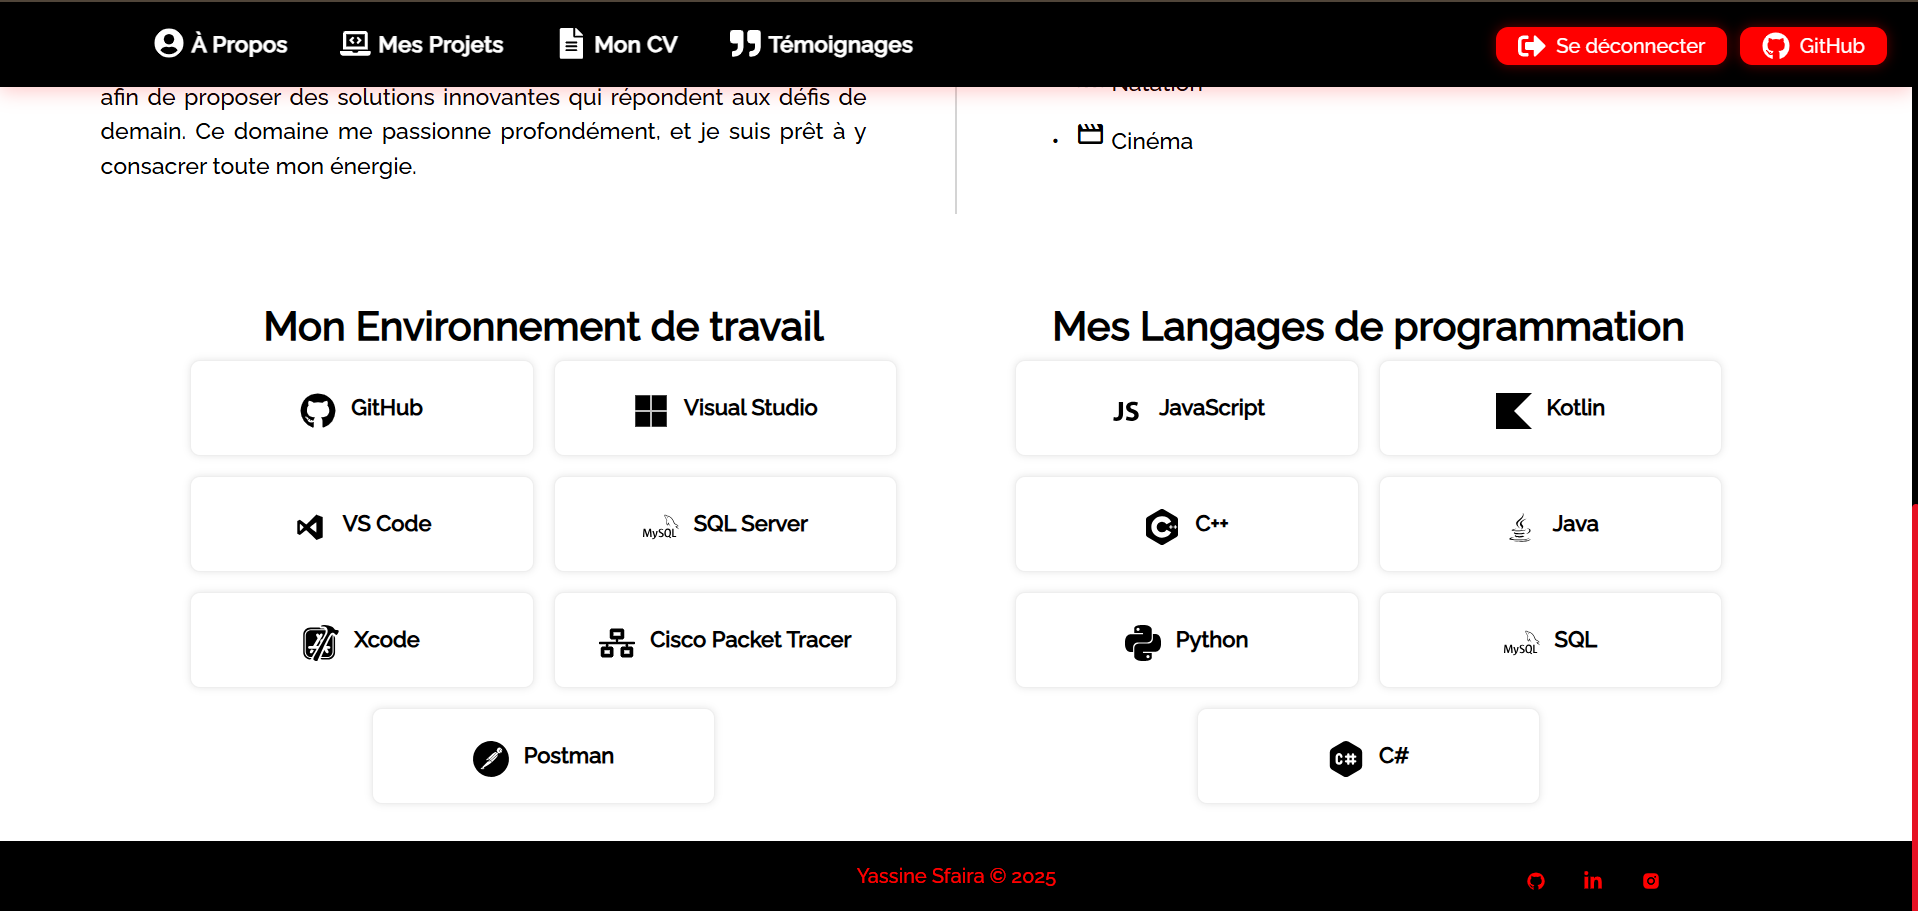 À Propos
Mes Projets
Mon CV
Témoignages
Se déconnecter
GitHub
afin de proposer des solutions innovantes qui répondent aux défis de
demain. Ce domaine me passionne profondément, et je suis prêt à y
consacrer toute mon énergie.
Natation
• Cinéma
Mon Environnement de travail
GitHub
Visual Studio
VS Code
MySQL SQL Server
Xcode
Cisco Packet Tracer
Postman
Mes Langages de programmation
JS JavaScript
Kotlin
C++ C++
Java
Python
MySQL SQL
C# C#
Yassine Sfaira © 2025
in